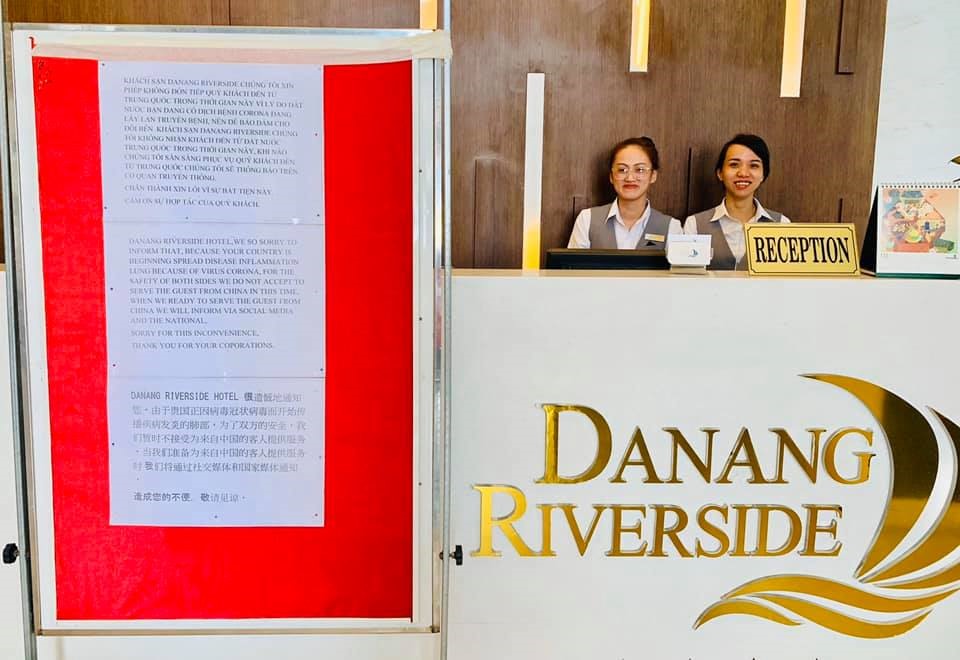 KHÁCH SẠN DANANG RIVERSIDE CHÚNG TÔI XIN
PHÉP KHÔNG ĐÓN TIẾP QUÝ KHÁCH ĐẾN TỪ
TRUNG QUỐC TRONG THỜI GIAN NÀY VÌ LÝ DO ĐẤT
NƯỚC BẠN ĐANG CÓ DỊCH BỆNH CORONA ĐANG
LÂY LAN TRUYỀN BỆNH, NÊN ĐỂ BẢO ĐẢM CHO
ĐÔI BÊN KHÁCH SẠN DANANG RIVERSIDE CHÚNG
TÔI KHÔNG NHẬN KHÁCH ĐẾN TỪ ĐẤT NƯỚC
TRUNG QUỐC TRONG THỜI GIAN NÀY, KHI NÀO
CHÚNG TÔI SẴN SÀNG PHỤC VỤ QUÝ KHÁCH ĐẾN
TỪ TRUNG QUỐC CHÚNG TÔI SẼ THÔNG BÁO TRÊN
CƠ QUAN TRUYỀN THÔNG.
CHÂN THÀNH XIN LỖI VÌ SỰ BẤT TIỆN NÀY
CẢM ƠN SỰ HỢP TÁC CỦA QUÝ KHÁCH.
DANANG RIVERSIDE HOTEL,WE SO SORRY TO
INFORM THAT, BECAUSE YOUR COUNTRY IS
BEGINNING SPREAD DISEASE INFLAMMATION
LUNG BECAUSE OF VIRUS CORONA, FOR THE
SAFETY OF BOTH SIDES WE DO NOT ACCEPT TO
SERVE THE GUEST FROM CHINA IN THIS TIME.
WHEN WE READY TO SERVE THE GUEST FROM
CHINA WE WILL INFORM VIA SOCIAL MEDIA
AND THE NATIONAL.
SORRY FOR THIS INCONVENIENCE,
THANK YOU FOR YOUR COPORATIONS.
DANANG RIVERSIDE HOTEL 很遗憾地通知
您，由于贵国正因病毒冠状病毒而开始传
播疾病发炎的肺部，为了双方的安全，我
们暂时不接受为来自中国的客人提供服务
，当我们准备为来自中国的客人提供服务
时 我们将通过社交媒体和国家媒体通知
造成您的不便，敬请见谅。
RECEPTION
DANANG
RIVERSIDE